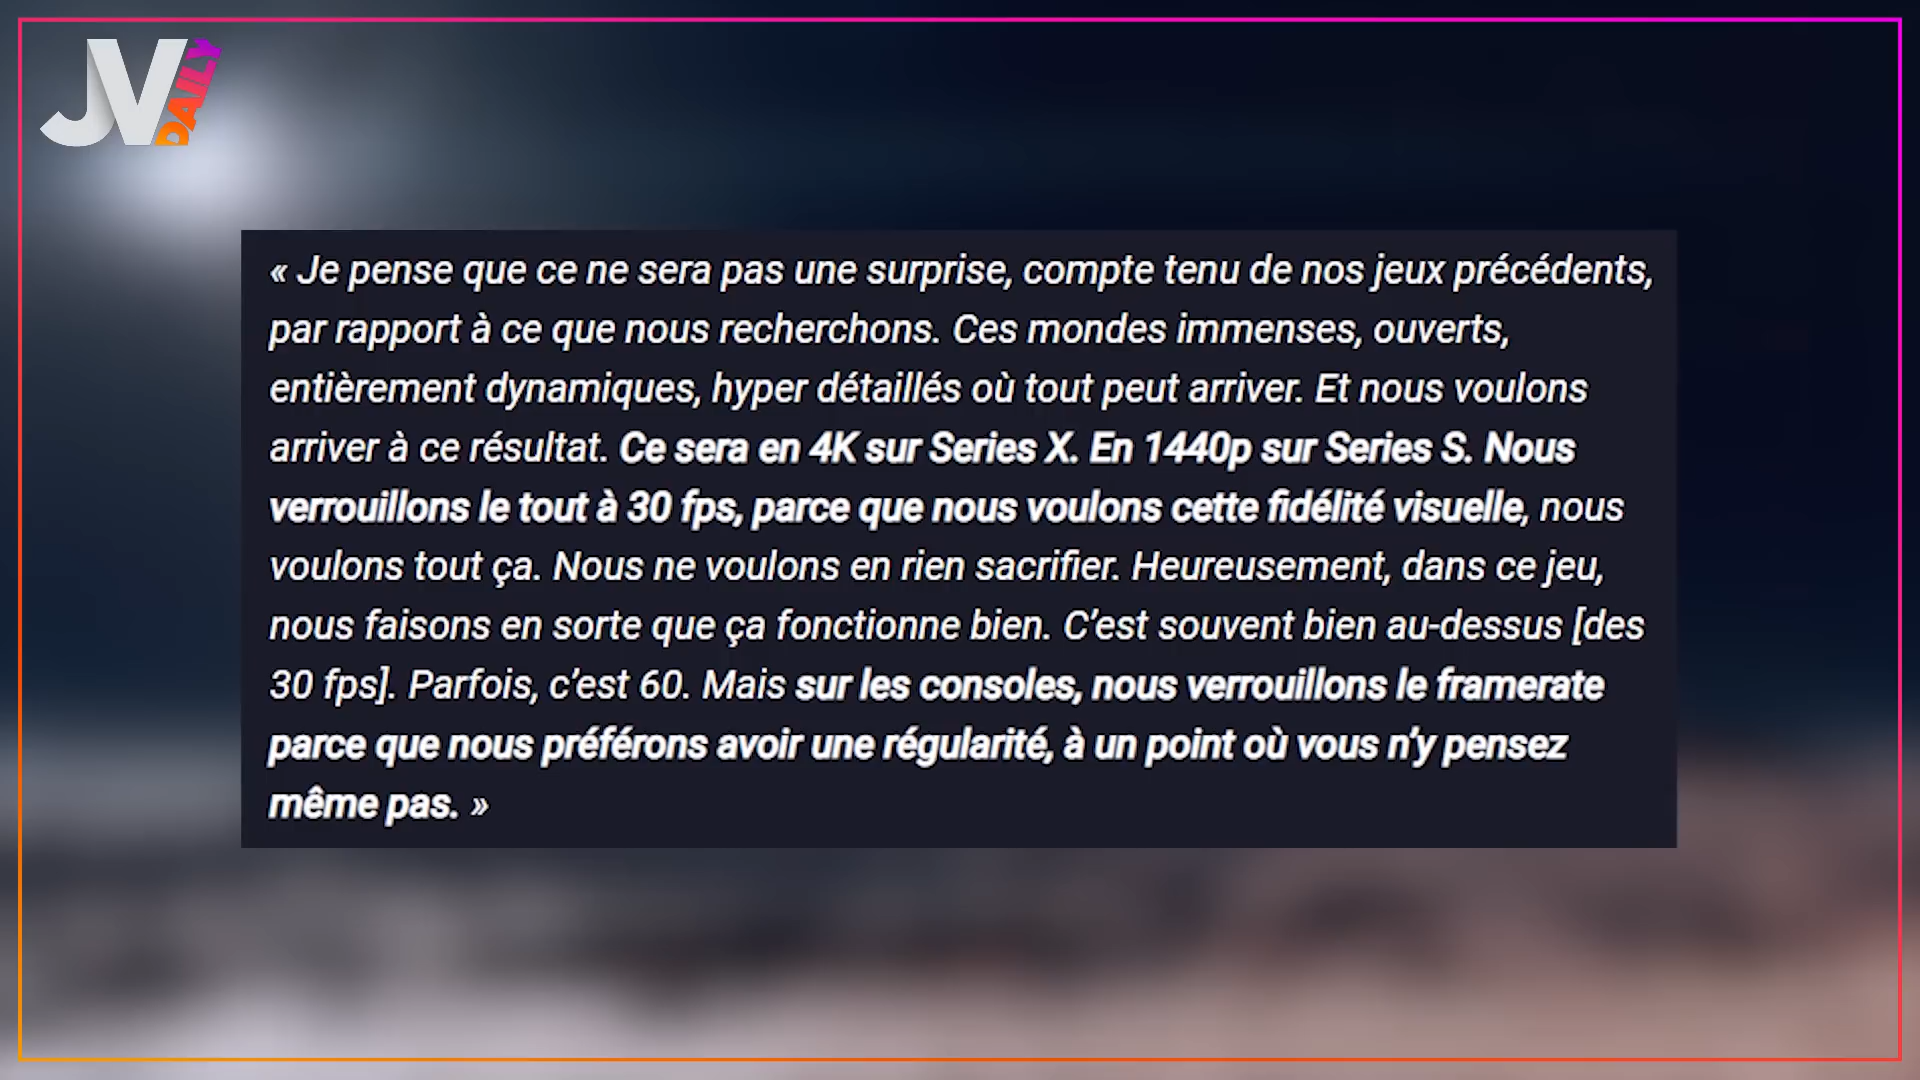 JV
DAILY
« Je pense que ce ne sera pas une surprise, compte tenu de nos jeux précédents,
par rapport à ce que nous recherchons. Ces mondes immenses, ouverts,
entièrement dynamiques, hyper détaillés où tout peut arriver. Et nous voulons
arriver à ce résultat. Ce sera en 4K sur Series X. En 1440p sur Series S. Nous
verrouillons le tout à 30 fps, parce que nous voulons cette fidélité visuelle, nous
voulons tout ça. Nous ne voulons en rien sacrifier. Heureusement, dans ce jeu,
nous faisons en sorte que ça fonctionne bien. C’est souvent bien au-dessus [des
30 fps]. Parfois, c’est 60. Mais sur les consoles, nous verrouillons le framerate
parce que nous préférons avoir une régularité, à un point où vous n’y pensez
même pas. »